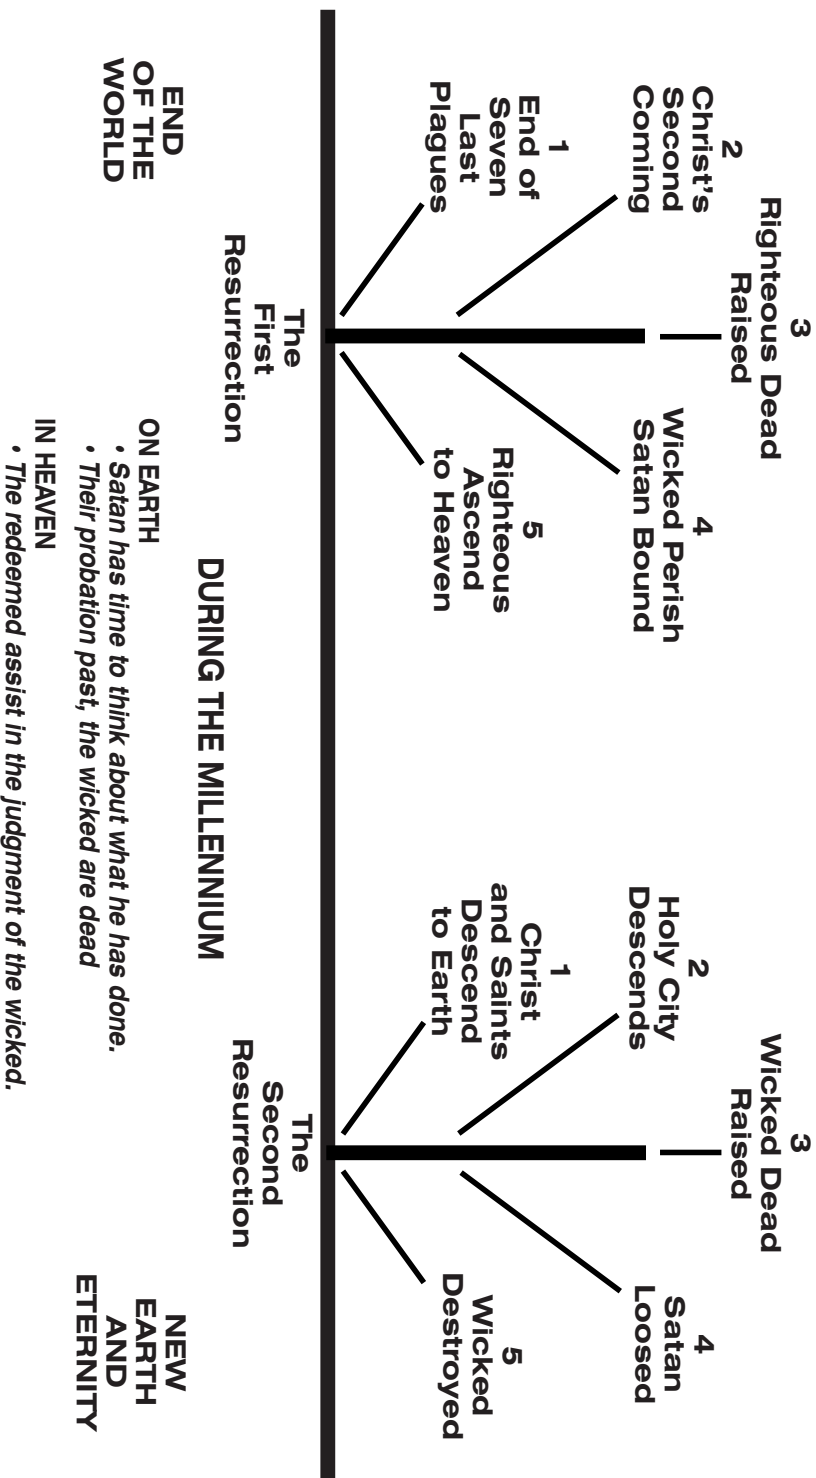 3
Righteous Dead
Raised
2
Christ's
Second
Coming
4
Wicked Perish
Satan Bound
1
End of
Seven
Last
Plagues
5
Righteous
Ascend
to Heaven
3
Wicked Dead
Raised
2
Holy City
Descends
4
Satan
Loosed
1
Christ
and Saints
Descend
to Earth
5
Wicked
Destroyed
The
First
Resurrection
The
Second
Resurrection
END
OF THE
WORLD
DURING THE MILLENNIUM
ON EARTH
• Satan has time to think about what he has done.
• Their probation past, the wicked are dead
IN HEAVEN
• The redeemed assist in the judgment of the wicked.
NEW
EARTH
AND
ETERNITY